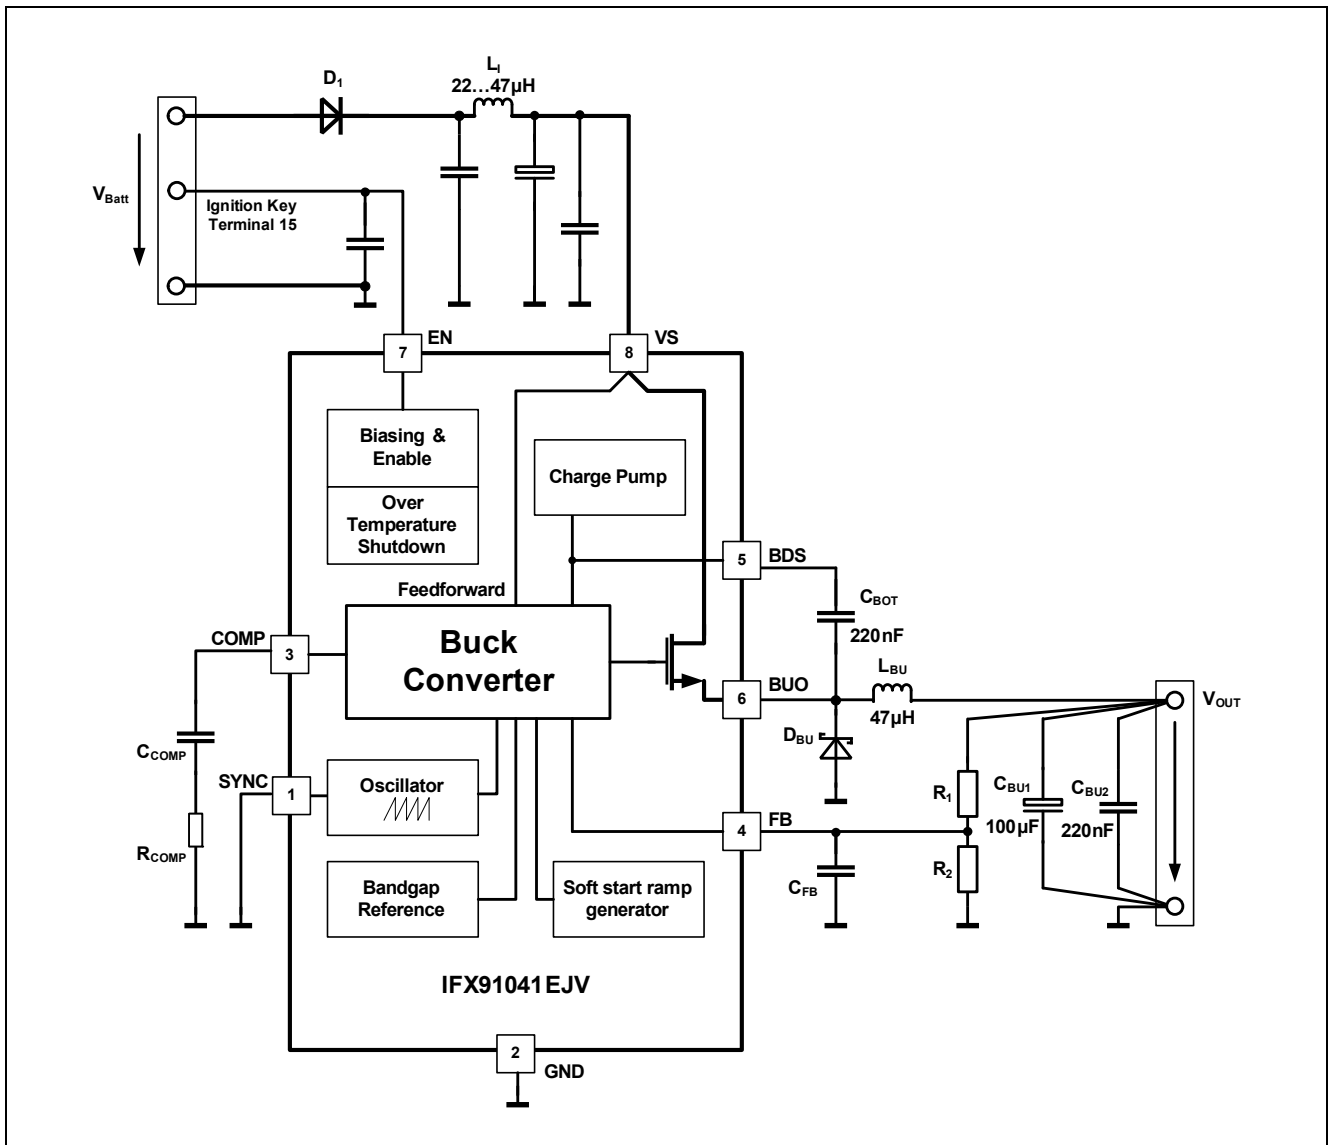 D1
LI
22...47µH
VBatt
Ignition Key
Terminal 15
EN
VS
7
8
Biasing &
Enable
Charge Pump
Over
Temperature
Shutdown
5
BDS
Feedforward
CBOT
220nF
COMP
3
Buck
Converter
LBU
6
BUO
47µH
VOUT
DBU
CCOMP
SYNC
1
Oscillator
R1
CBU1
100µF
CBU2
220nF
4
FB
RCOMP
R2
CFB
Bandgap
Reference
Soft start ramp
generator
IFX91041EJV
2
GND